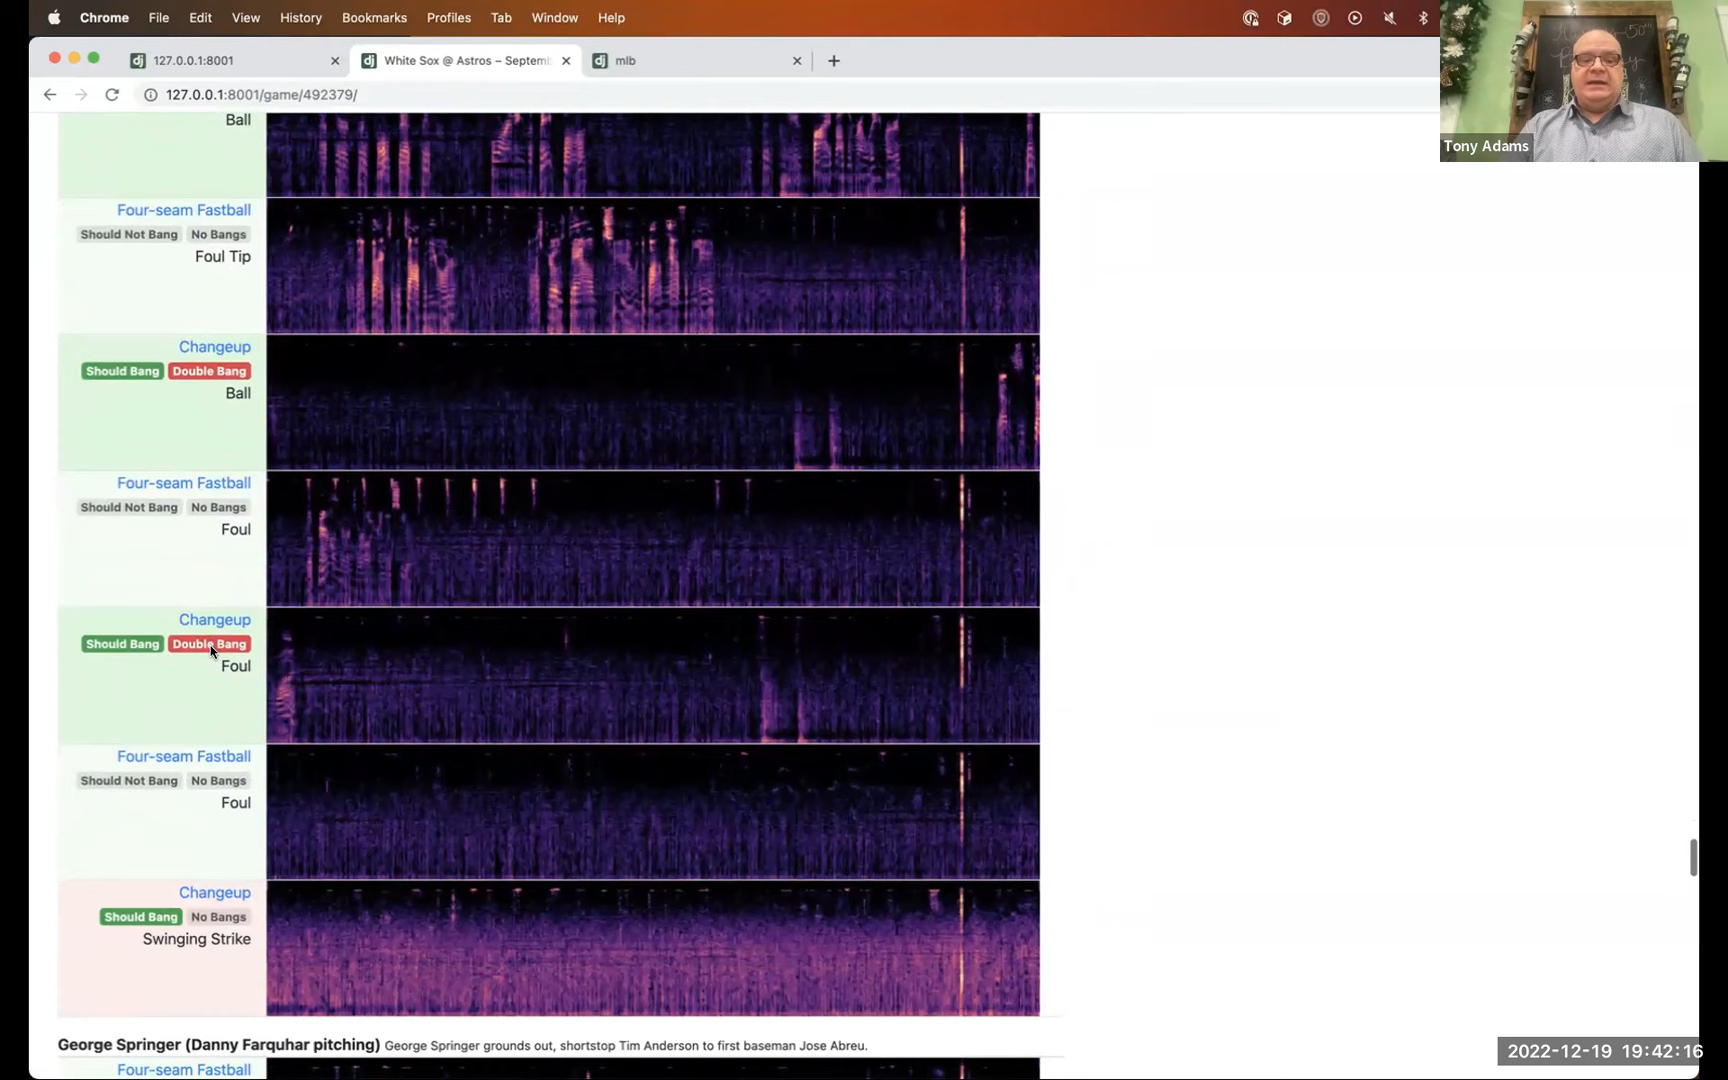 Chrome File Edit View History Bookmarks Profiles Tab Window Help
127.0.0.1:8001
White Sox @ Astros – Septemb
mlb
127.0.0.1:8001/game/492379/
Tony Adams
Ball
Four-seam Fastball
Should Not Bang No Bangs
Foul Tip
Changeup
Should Bang Double Bang
Ball
Four-seam Fastball
Should Not Bang No Bangs
Foul
Changeup
Should Bang Double Bang
Foul
Four-seam Fastball
Should Not Bang No Bangs
Foul
Changeup
Should Bang No Bangs
Swinging Strike
George Springer (Danny Farquhar pitching) George Springer grounds out, shortstop Tim Anderson to first baseman Jose Abreu.
Four-seam Fastball
2022-12-19 19:42:16